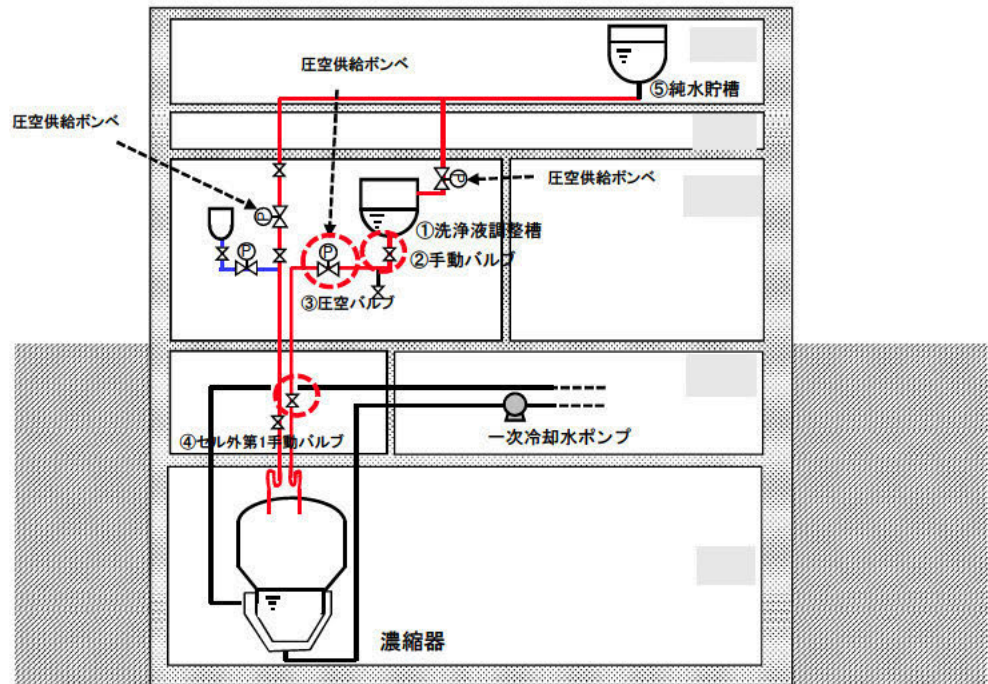 圧空供給ボンベ
⑤純水貯槽
圧空供給ボンベ
圧空供給ボンベ
P
P
①洗浄液調整槽
P
P
②手動バルブ
③圧空バルブ
④セル外第1手動バルブ
一次冷却水ポンプ
濃縮器